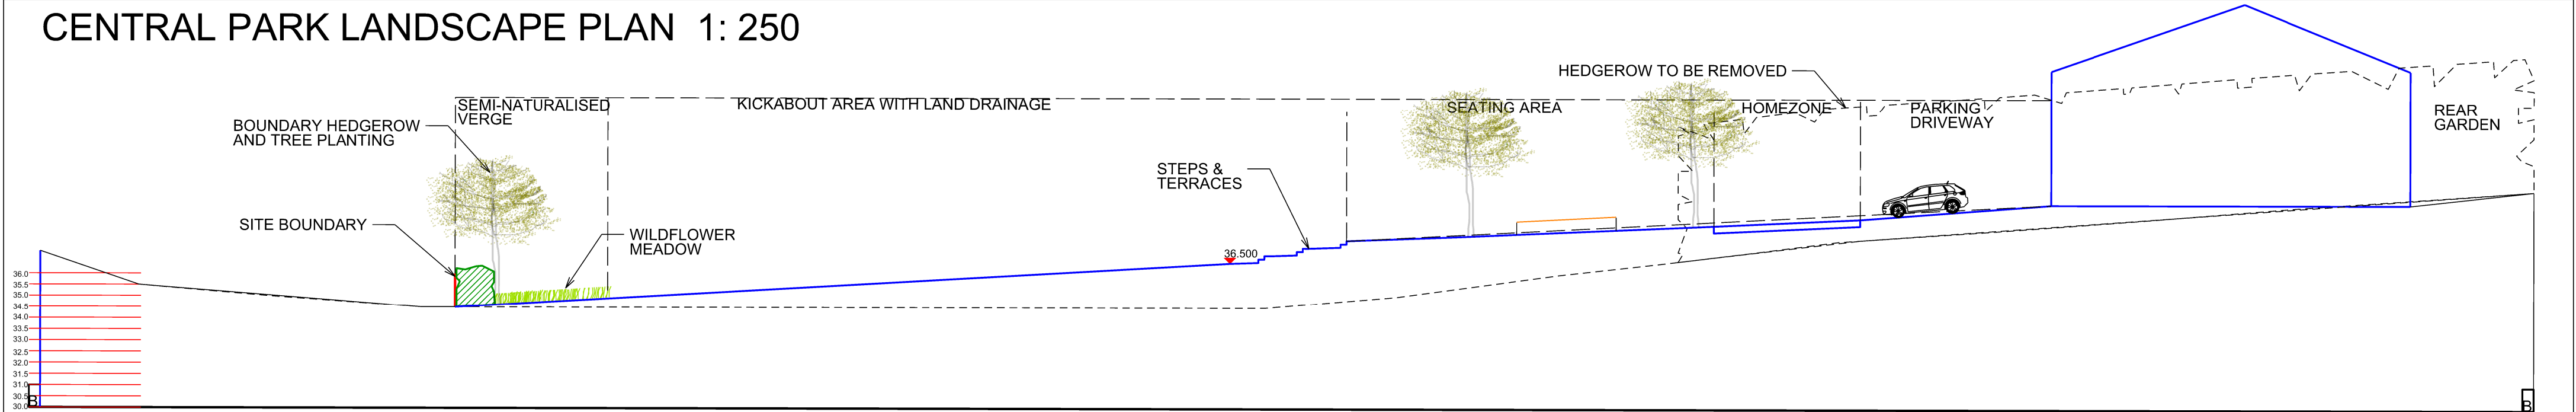 CENTRAL PARK LANDSCAPE PLAN 1: 250
HEDGEROW TO BE REMOVED
SEMI-NATURALISED
VERGE
KICKABOUT AREA WITH LAND DRAINAGE
SEATING AREA
HOMEZONE
PARKING
DRIVEWAY
REAR
GARDEN
BOUNDARY HEDGEROW
AND TREE PLANTING
STEPS &
TERRACES
SITE BOUNDARY
WILDFLOWER
MEADOW
36.500
36.0
35.5
35.0
34.5
34.0
33.5
33.0
32.5
32.0
31.5
31.0
30.5
30.0
B
B